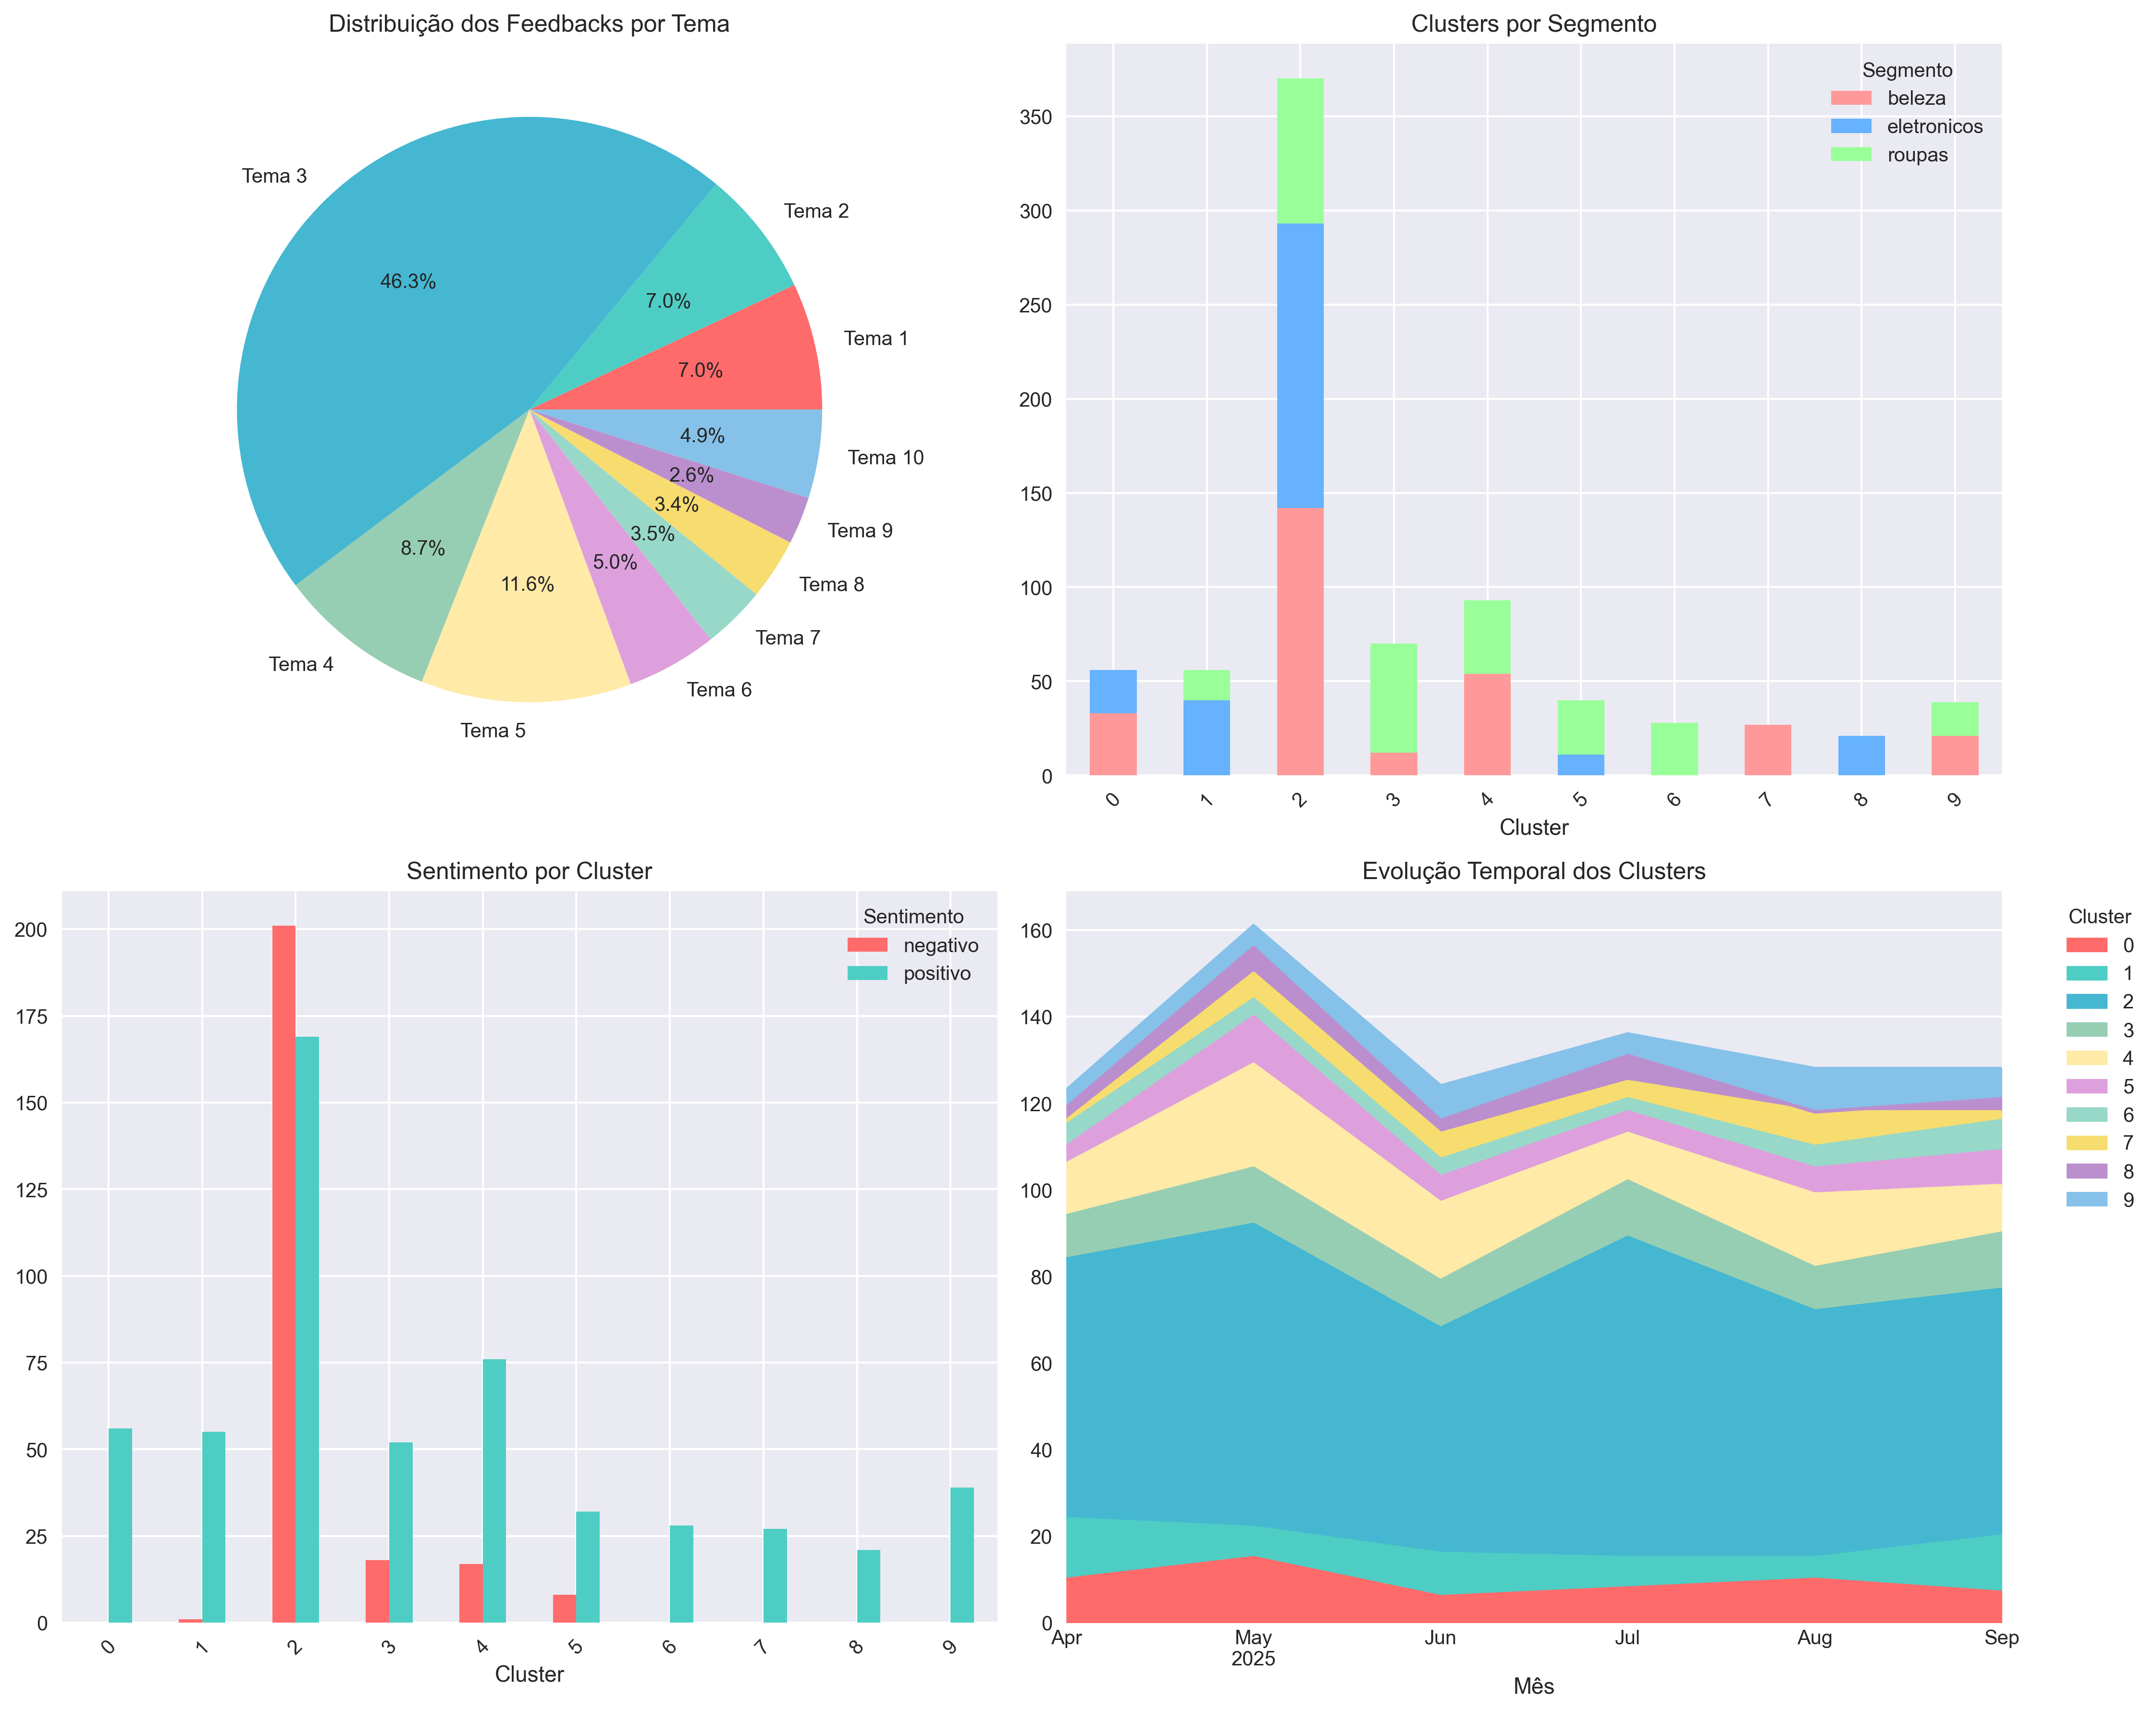 Distribuição dos Feedbacks por Tema
Tema 3
Tema 2
46.3%
7.0%
Tema 1
7.0%
4.9%
Tema 10
2.6%
3.4%
Tema 9
3.5%
8.7%
5.0%
11.6%
Tema 8
Tema 7
Tema 4
Tema 6
Tema 5
Clusters por Segmento
Segmento
beleza
eletronicos
roupas
350
300
250
200
150
100
50
0
0 1 2 3 4 5 6 7 8 9
Cluster
Sentimento por Cluster
Sentimento
negativo
positivo
200
175
150
125
100
75
50
25
0
0 1 2 3 4 5 6 7 8 9
Cluster
Evolução Temporal dos Clusters
160
140
120
100
80
60
40
20
0
Apr May Jun Jul Aug Sep
2025
Mês
Cluster
0
1
2
3
4
5
6
7
8
9